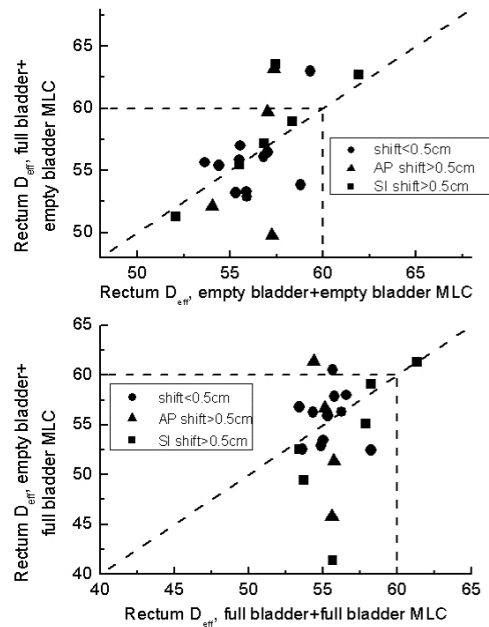 65
60
55
50
Rectum Deff, full bladder+
empty bladder MLC
shift<0.5cm
AP shift>0.5cm
SI shift>0.5cm
50 55 60 65
Rectum Deff, empty bladder+empty bladder MLC
65
60
55
50
45
40
Rectum Deff, empty bladder+
full bladder MLC
shift<0.5cm
AP shift>0.5cm
SI shift>0.5cm
40 45 50 55 60 65
Rectum Deff, full bladder+full bladder MLC